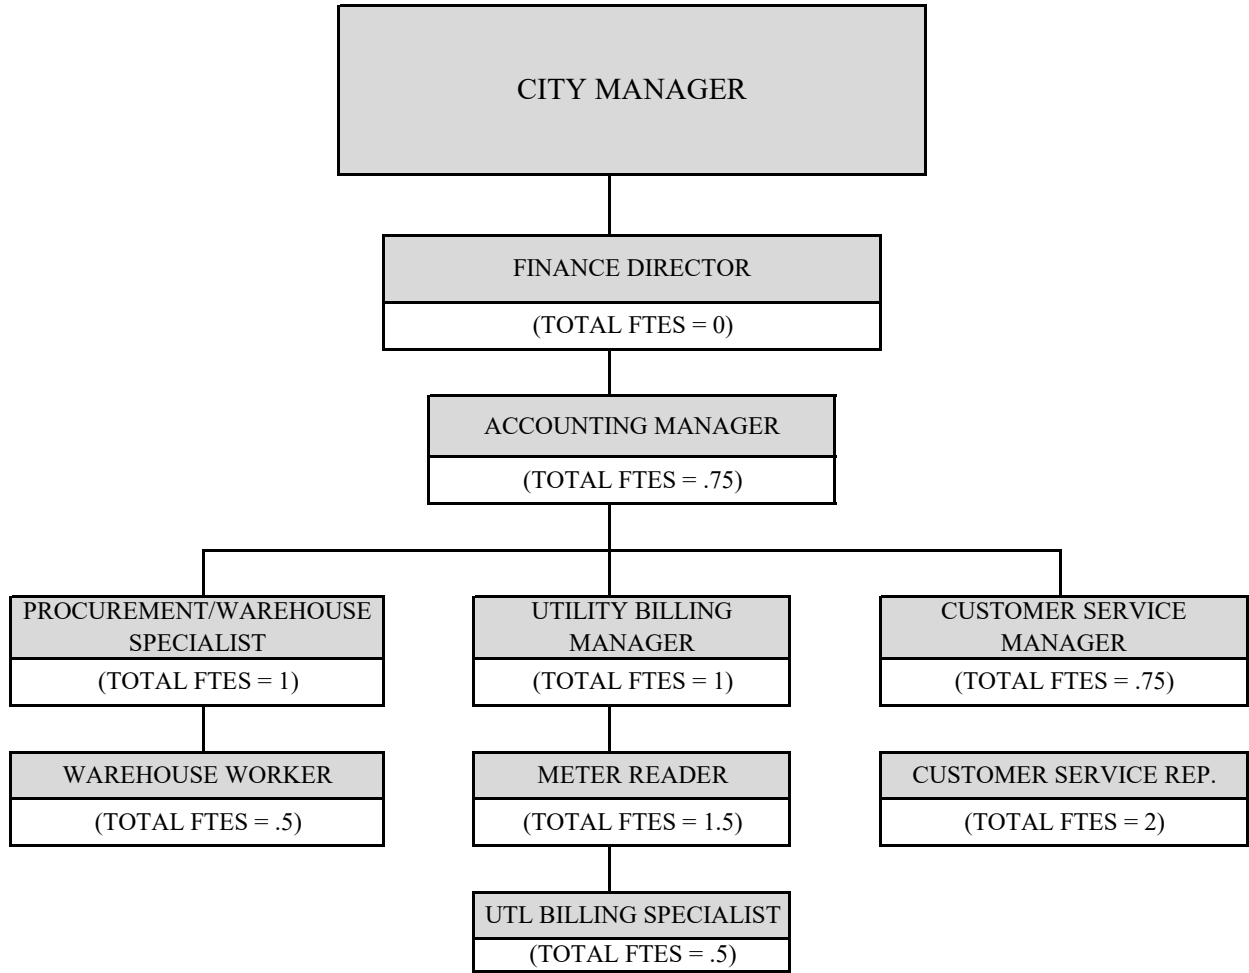 CITY MANAGER
FINANCE DIRECTOR
(TOTAL FTES = 0)
ACCOUNTING MANAGER
(TOTAL FTES = .75)
PROCUREMENT/WAREHOUSE
SPECIALIST
(TOTAL FTES = 1)
UTILITY BILLING
MANAGER
(TOTAL FTES = 1)
CUSTOMER SERVICE
MANAGER
(TOTAL FTES = .75)
WAREHOUSE WORKER
(TOTAL FTES = .5)
METER READER
(TOTAL FTES = 1.5)
CUSTOMER SERVICE REP.
(TOTAL FTES = 2)
UTL BILLING SPECIALIST
(TOTAL FTES = .5)